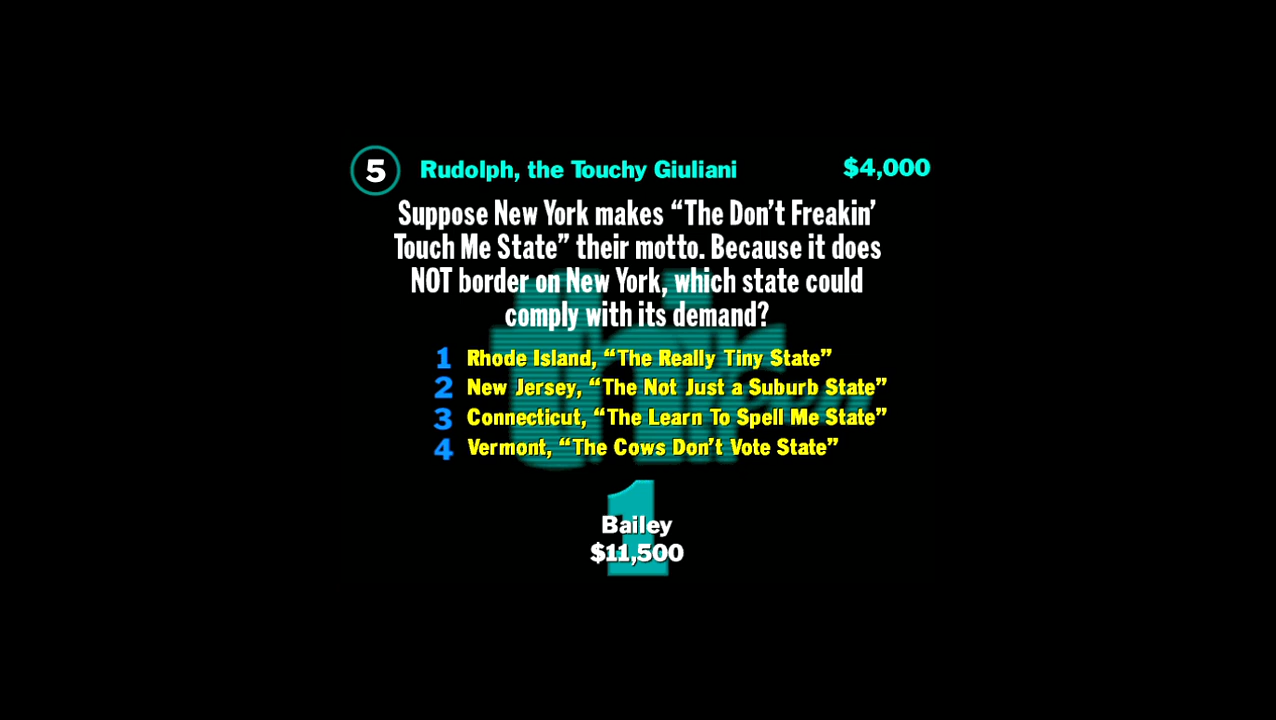 5 Rudolph, the Touchy Giuliani $4,000
Suppose New York makes “The Don’t Freakin’
Touch Me State” their motto. Because it does
NOT border on New York, which state could
comply with its demand?
1 Rhode Island, “The Really Tiny State”
2 New Jersey, “The Not Just a Suburb State”
3 Connecticut, “The Learn To Spell Me State”
4 Vermont, “The Cows Don’t Vote State”
1
Bailey
$11,500